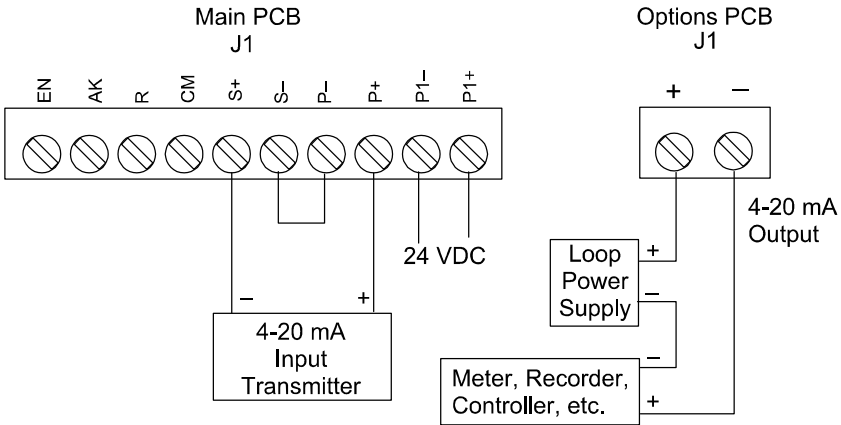 Main PCB
J1
EN AK R CM S+ S– P– P+ P1– P1+
24 VDC
– +
4-20 mA
Input
Transmitter
Options PCB
J1
+ –
4-20 mA
Output
Loop
Power
Supply
+
–
Meter, Recorder,
Controller, etc.
–
+